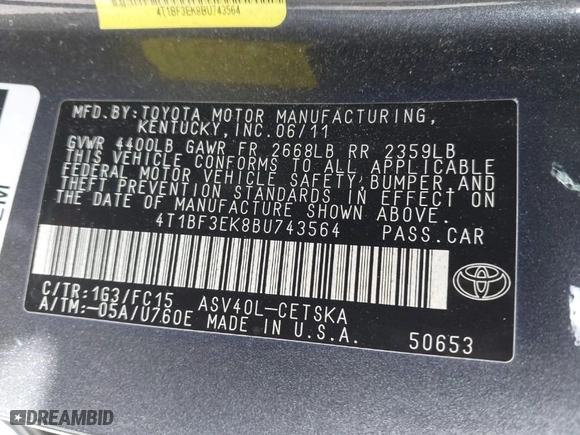 4T1BF3EK8BU743564
MFD.BY: TOYOTA MOTOR MANUFACTURING,
KENTUCKY, INC. 06/11
GVWR 4400LB GAWR FR 2668LB RR 2359LB
THIS VEHICLE CONFORMS TO ALL APPLICABLE
FEDERAL MOTOR VEHICLE SAFETY, BUMPER, AND
THEFT PREVENTION STANDARDS IN EFFECT ON
THE DATE OF MANUFACTURE SHOWN ABOVE.
4T1BF3EK8BU743564 PASS.CAR
C/TR:1G3/FC15 ASV40L-CETSKA
A/TM:-05A/U760E MADE IN U.S.A.
TOYOTA
50653
DREAMBID